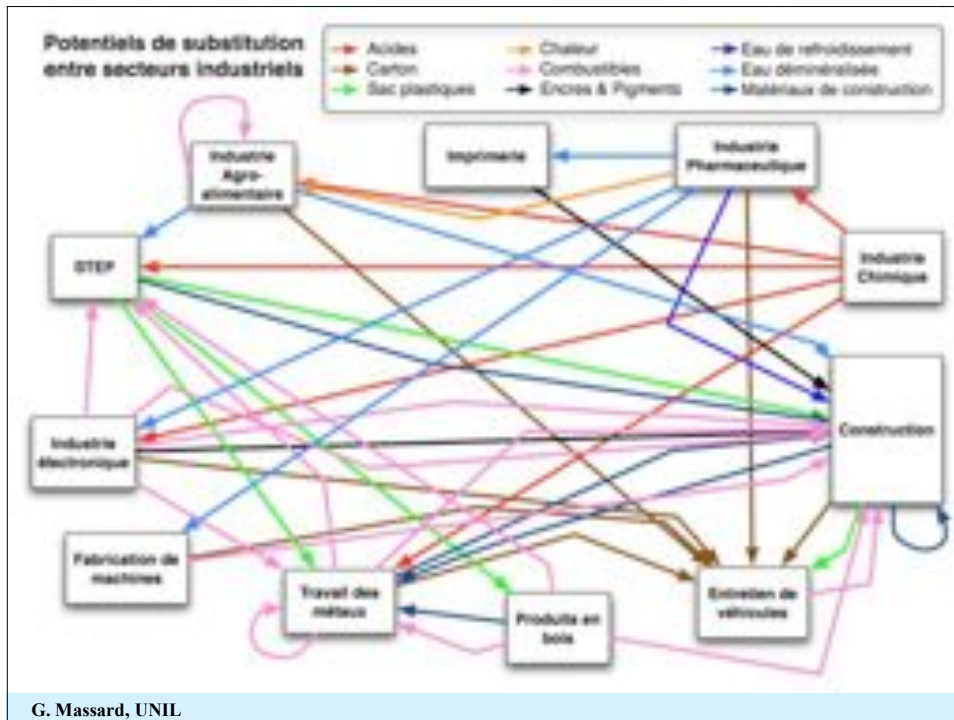 Potentiels de substitution
entre secteurs industriels
Acides
Carton
Sac plastiques
Chaleur
Combustibles
Encres & Pigments
Eau de refroidissement
Eau déminéralisée
Matériaux de construction
Industrie
Agro-
alimentaire
Imprimerie
Industrie
Pharmaceutique
STEP
Industrie
Chimique
Industrie
électronique
Construction
Fabrication de
machines
Travail des
métaux
Produits en
bois
Entretien de
véhicules
G. Massard, UNIL